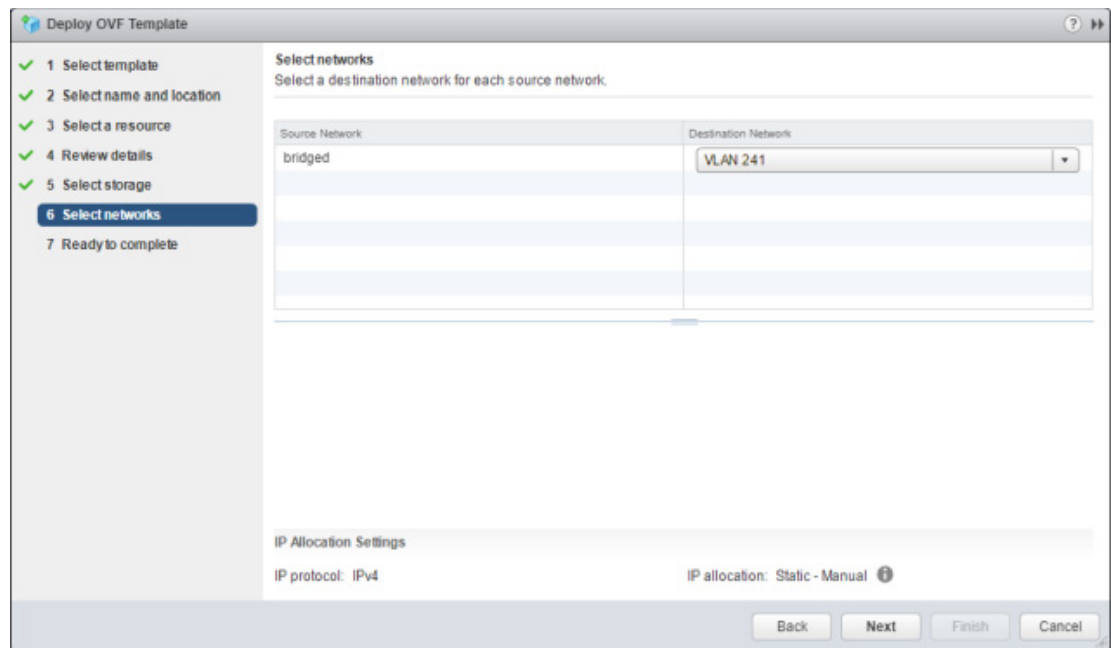 Deploy OVF Template
1 Select template
2 Select name and location
3 Select a resource
4 Review details
5 Select storage
6 Select networks
7 Ready to complete
Select networks
Select a destination network for each source network.
Source Network Destination Network
bridged VLAN 241
IP Allocation Settings
IP protocol: IPv4 IP allocation: Static - Manual
Back Next Finish Cancel